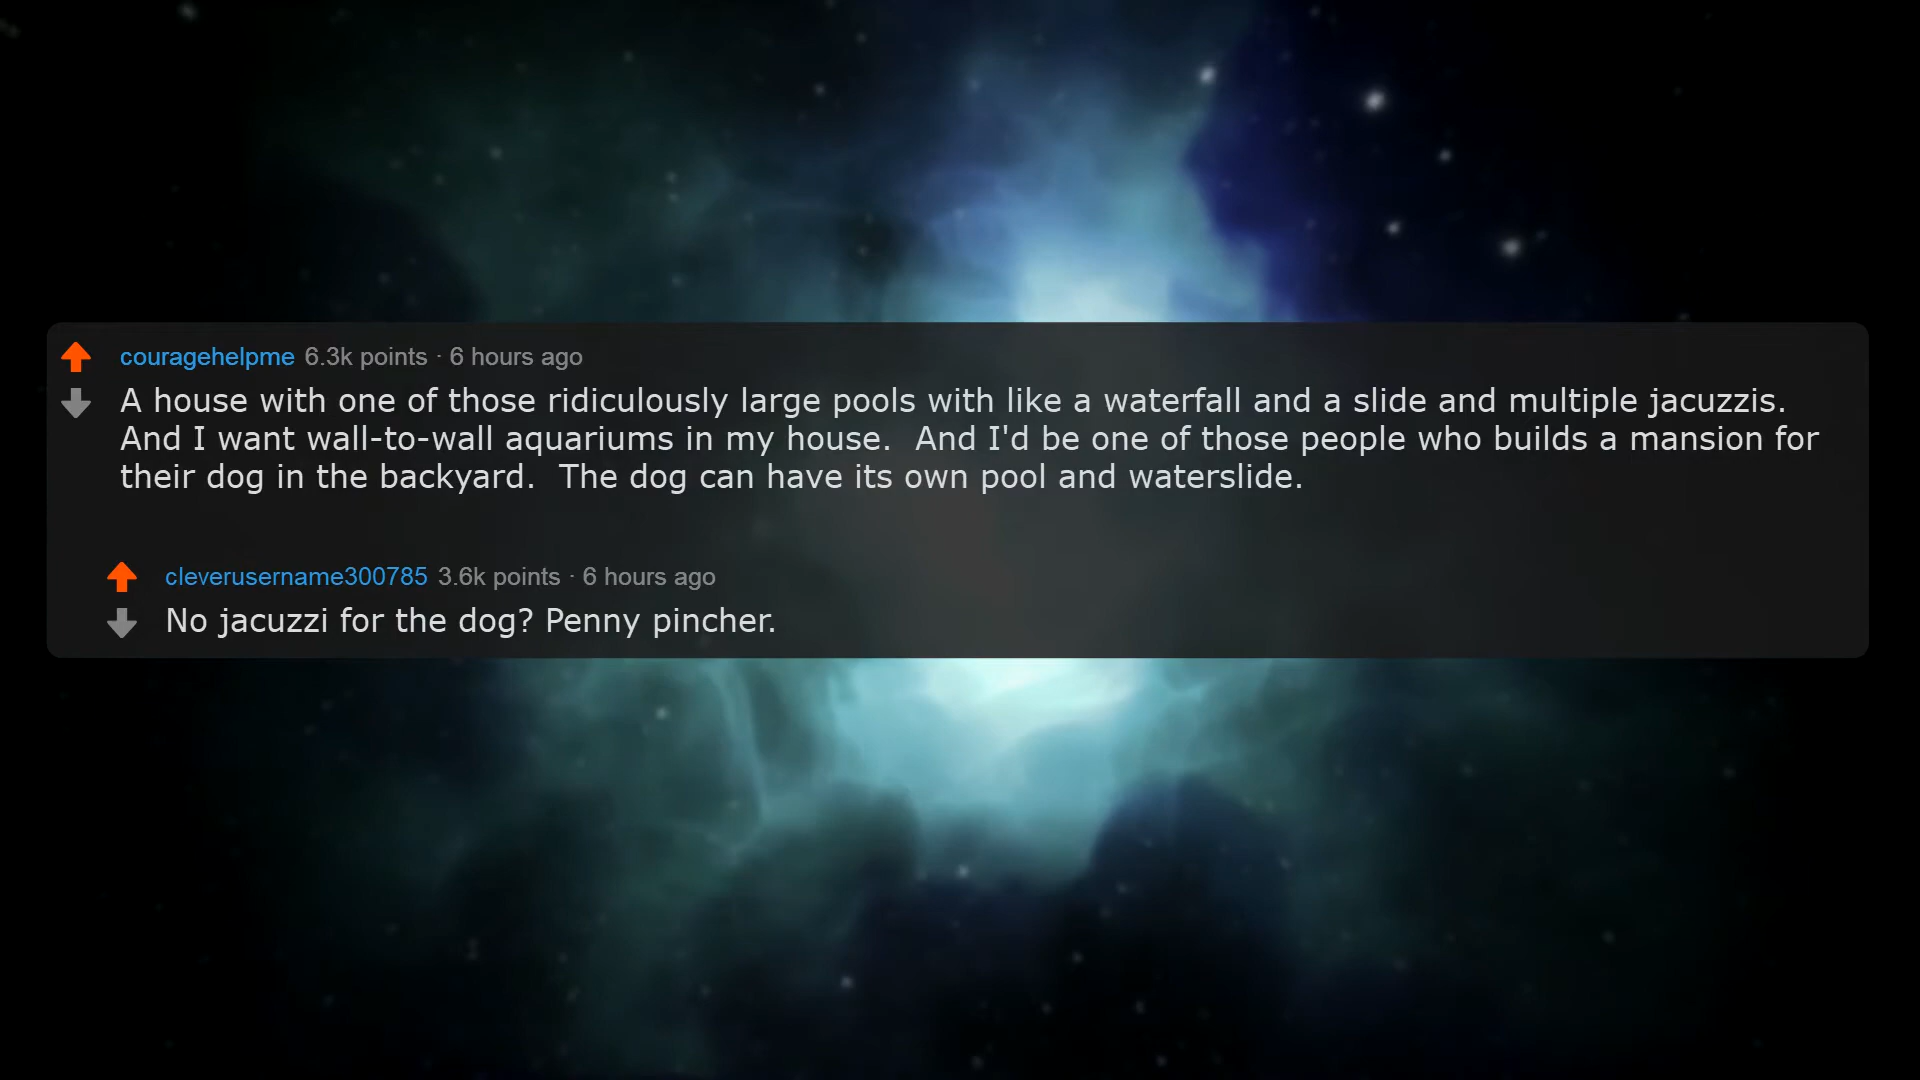 couragehelpme 6.3k points · 6 hours ago
A house with one of those ridiculously large pools with like a waterfall and a slide and multiple jacuzzis.
And I want wall-to-wall aquariums in my house.  And I'd be one of those people who builds a mansion for
their dog in the backyard.  The dog can have its own pool and waterslide.
cleverusername300785 3.6k points · 6 hours ago
No jacuzzi for the dog? Penny pincher.